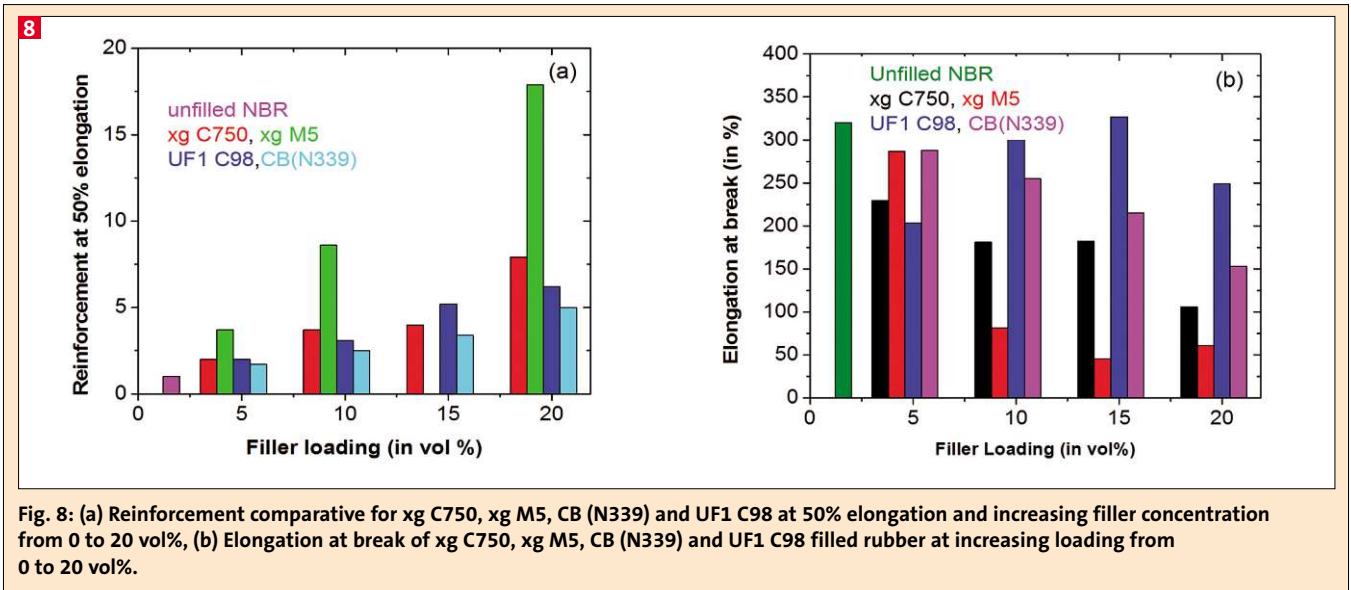 8
(a)
Reinforcement at 50% elongation
20
15
10
5
0
unfilled NBR
xg C750, xg M5
UF1 C98,CB(N339)
0 5 10 15 20
Filler loading (in vol %)
(b)
Elongation at break (in %)
400
350
300
250
200
150
100
50
0
Unfilled NBR
xg C750, xg M5
UF1 C98, CB(N339)
0 5 10 15 20
Filler Loading (in vol%)
Fig. 8: (a) Reinforcement comparative for xg C750, xg M5, CB (N339) and UF1 C98 at 50% elongation and increasing filler concentration
from 0 to 20 vol%, (b) Elongation at break of xg C750, xg M5, CB (N339) and UF1 C98 filled rubber at increasing loading from
0 to 20 vol%.